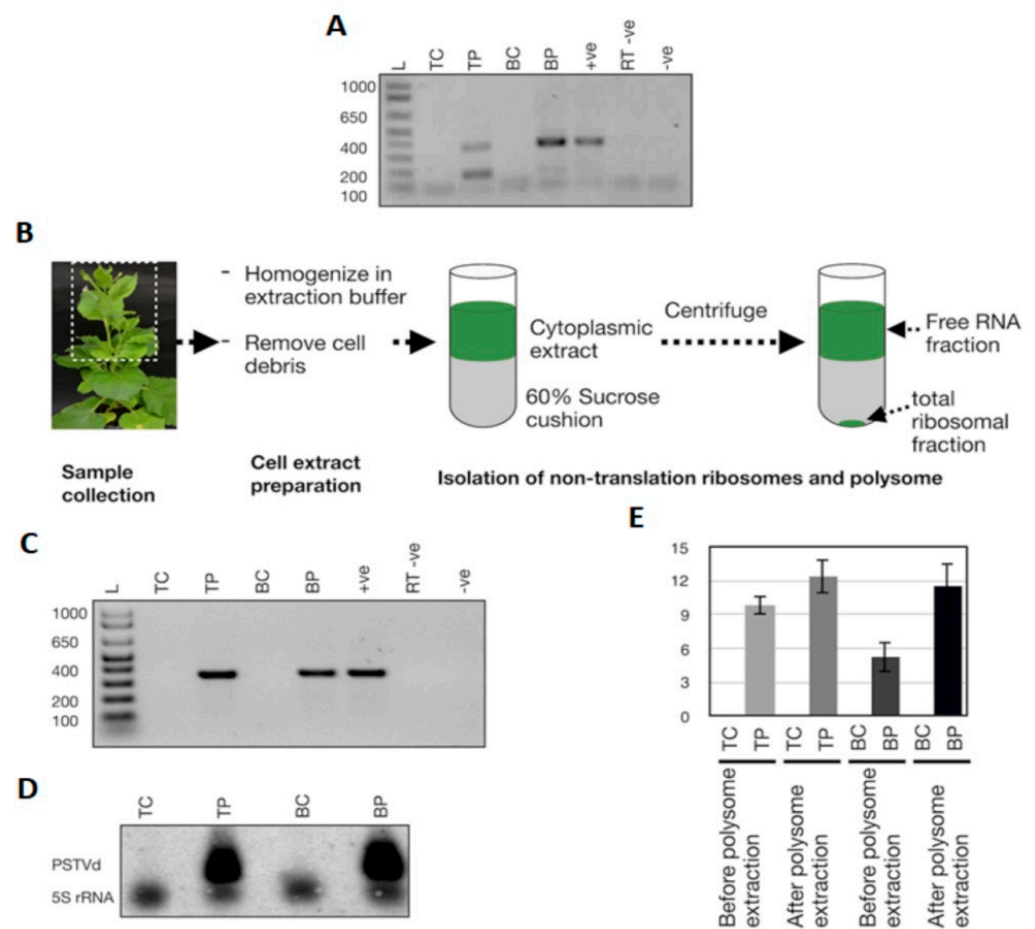 A
L TC TP BC BP +ve RT -ve -ve
1000
650
400
200
100
B
- Homogenize in
extraction buffer
- Remove cell
debris
Cytoplasmic
extract
60% Sucrose
cushion
Centrifuge
Free RNA
fraction
total
ribosomal
fraction
Sample
collection
Cell extract
preparation
Isolation of non-translation ribosomes and polysome
C
L TC TP BC BP +ve RT -ve -ve
1000
650
400
200
100
D
TC TP BC BP
PSTVd
5S rRNA
E
15
12
9
6
3
0
TC TP TC TP BC BP BC BP
Before polysome
extraction
After polysome
extraction
Before polysome
extraction
After polysome
extraction